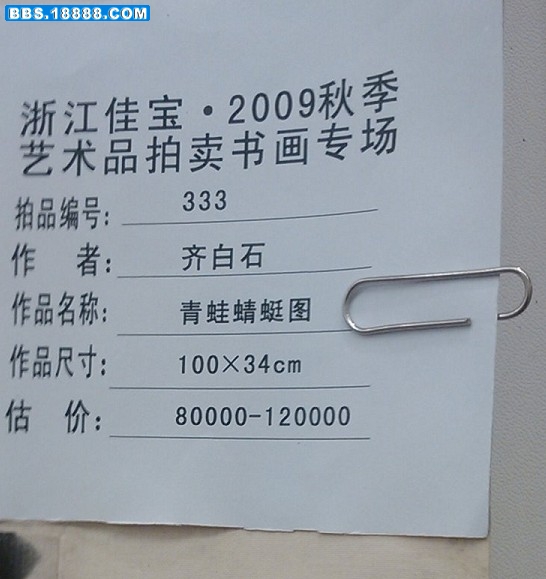 BBS.18888.COM
浙江佳宝·2009秋季
艺术品拍卖书画专场
拍品编号: 333
作 者: 齐白石
作品名称: 青蛙蜻蜓图
作品尺寸: 100×34cm
估 价: 80000-120000